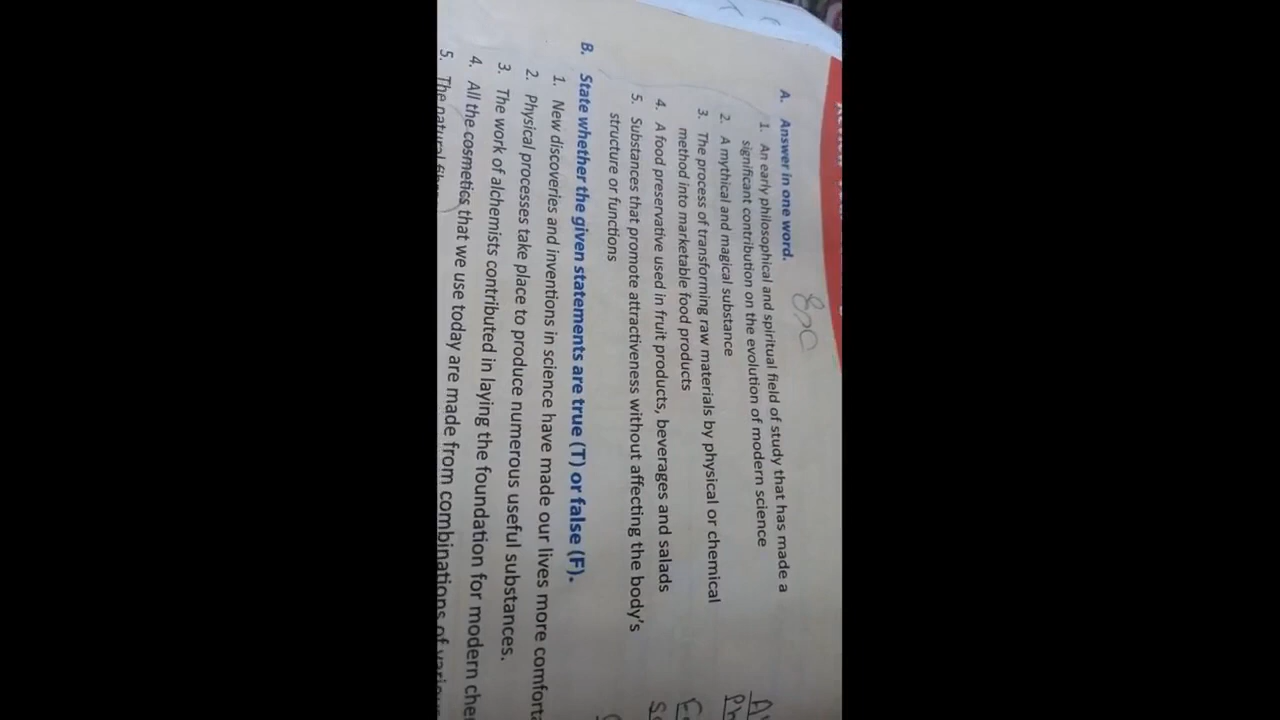 A. Answer in one word.
1. An early philosophical and spiritual field of study that has made a
significant contribution on the evolution of modern science
2. A mythical and magical substance
3. The process of transforming raw materials by physical or chemical
method into marketable food products
4. A food preservative used in fruit products, beverages and salads
5. Substances that promote attractiveness without affecting the body's
structure or functions
B. State whether the given statements are true (T) or false (F).
1. New discoveries and inventions in science have made our lives more
2. Physical processes take place to produce numerous useful substances.
3. The work of alchemists contributed in laying the foundation for modern
4. All the cosmetics that we use today are made from combinations of
5. The natural